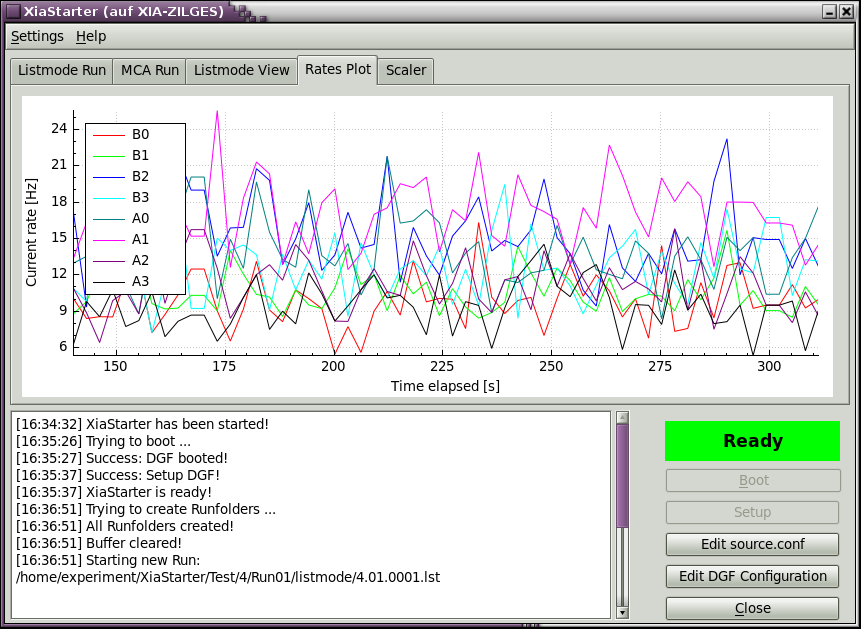 XiaStarter (auf XIA-ZILGES)
Settings Help
Listmode Run MCA Run Listmode View Rates Plot Scaler
Current rate [Hz]
24
21
18
15
12
9
6
B0
B1
B2
B3
A0
A1
A2
A3
150 175 200 225 250 275 300
Time elapsed [s]
[16:34:32] XiaStarter has been started!
[16:35:26] Trying to boot ...
[16:35:27] Success: DGF booted!
[16:35:37] Success: Setup DGF!
[16:35:37] XiaStarter is ready!
[16:36:51] Trying to create Runfolders ...
[16:36:51] All Runfolders created!
[16:36:51] Buffer cleared!
[16:36:51] Starting new Run:
/home/experiment/XiaStarter/Test/4/Run01/listmode/4.01.0001.lst
Ready
Boot
Setup
Edit source.conf
Edit DGF Configuration
Close